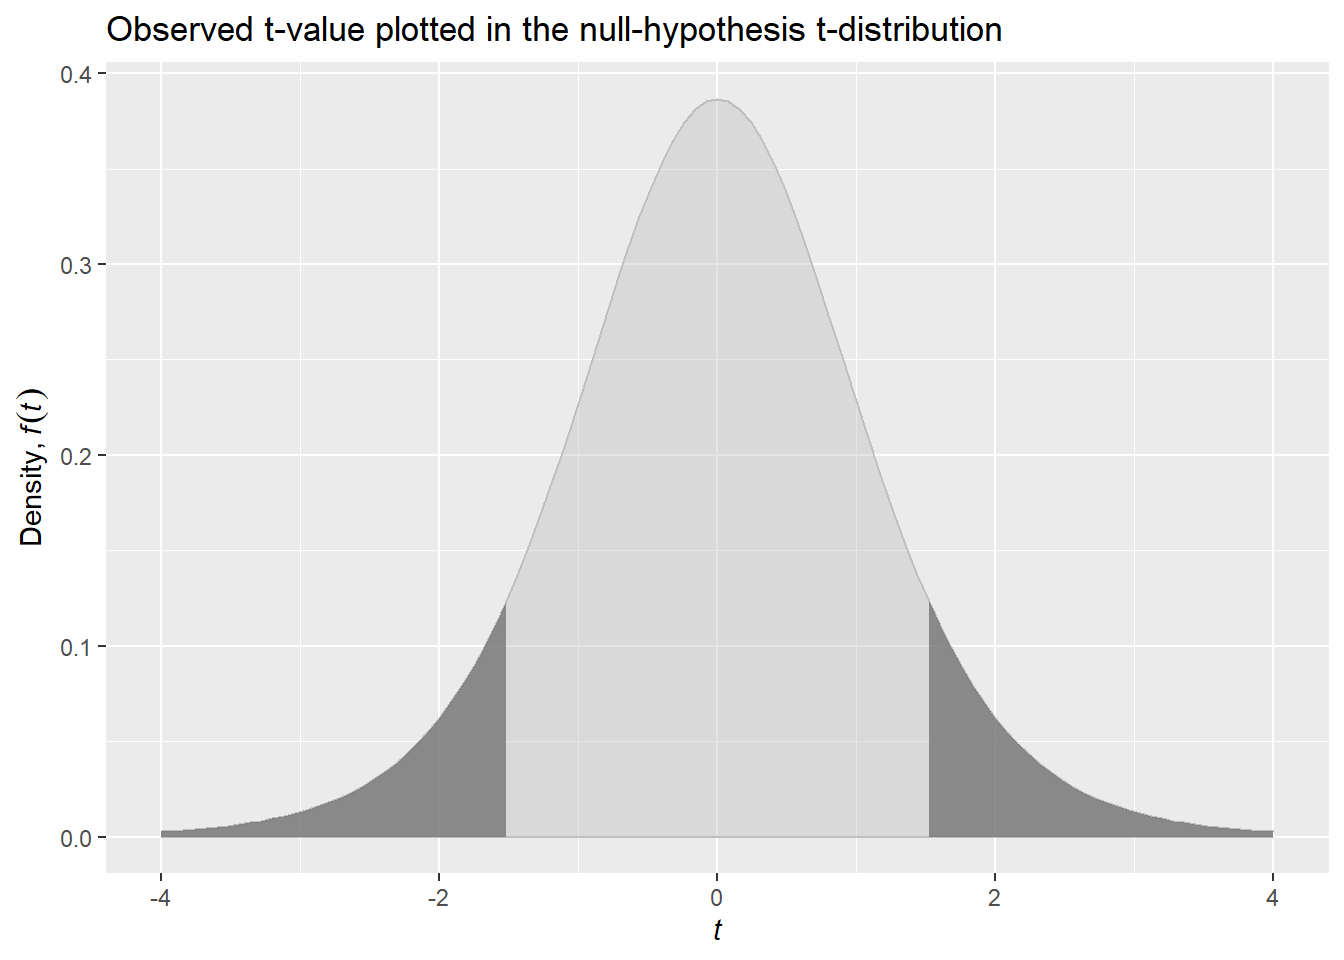 Observed t-value plotted in the null-hypothesis t-distribution
Density, f(t)
0.4
0.3
0.2
0.1
0.0
-4 -2 0 2 4
t